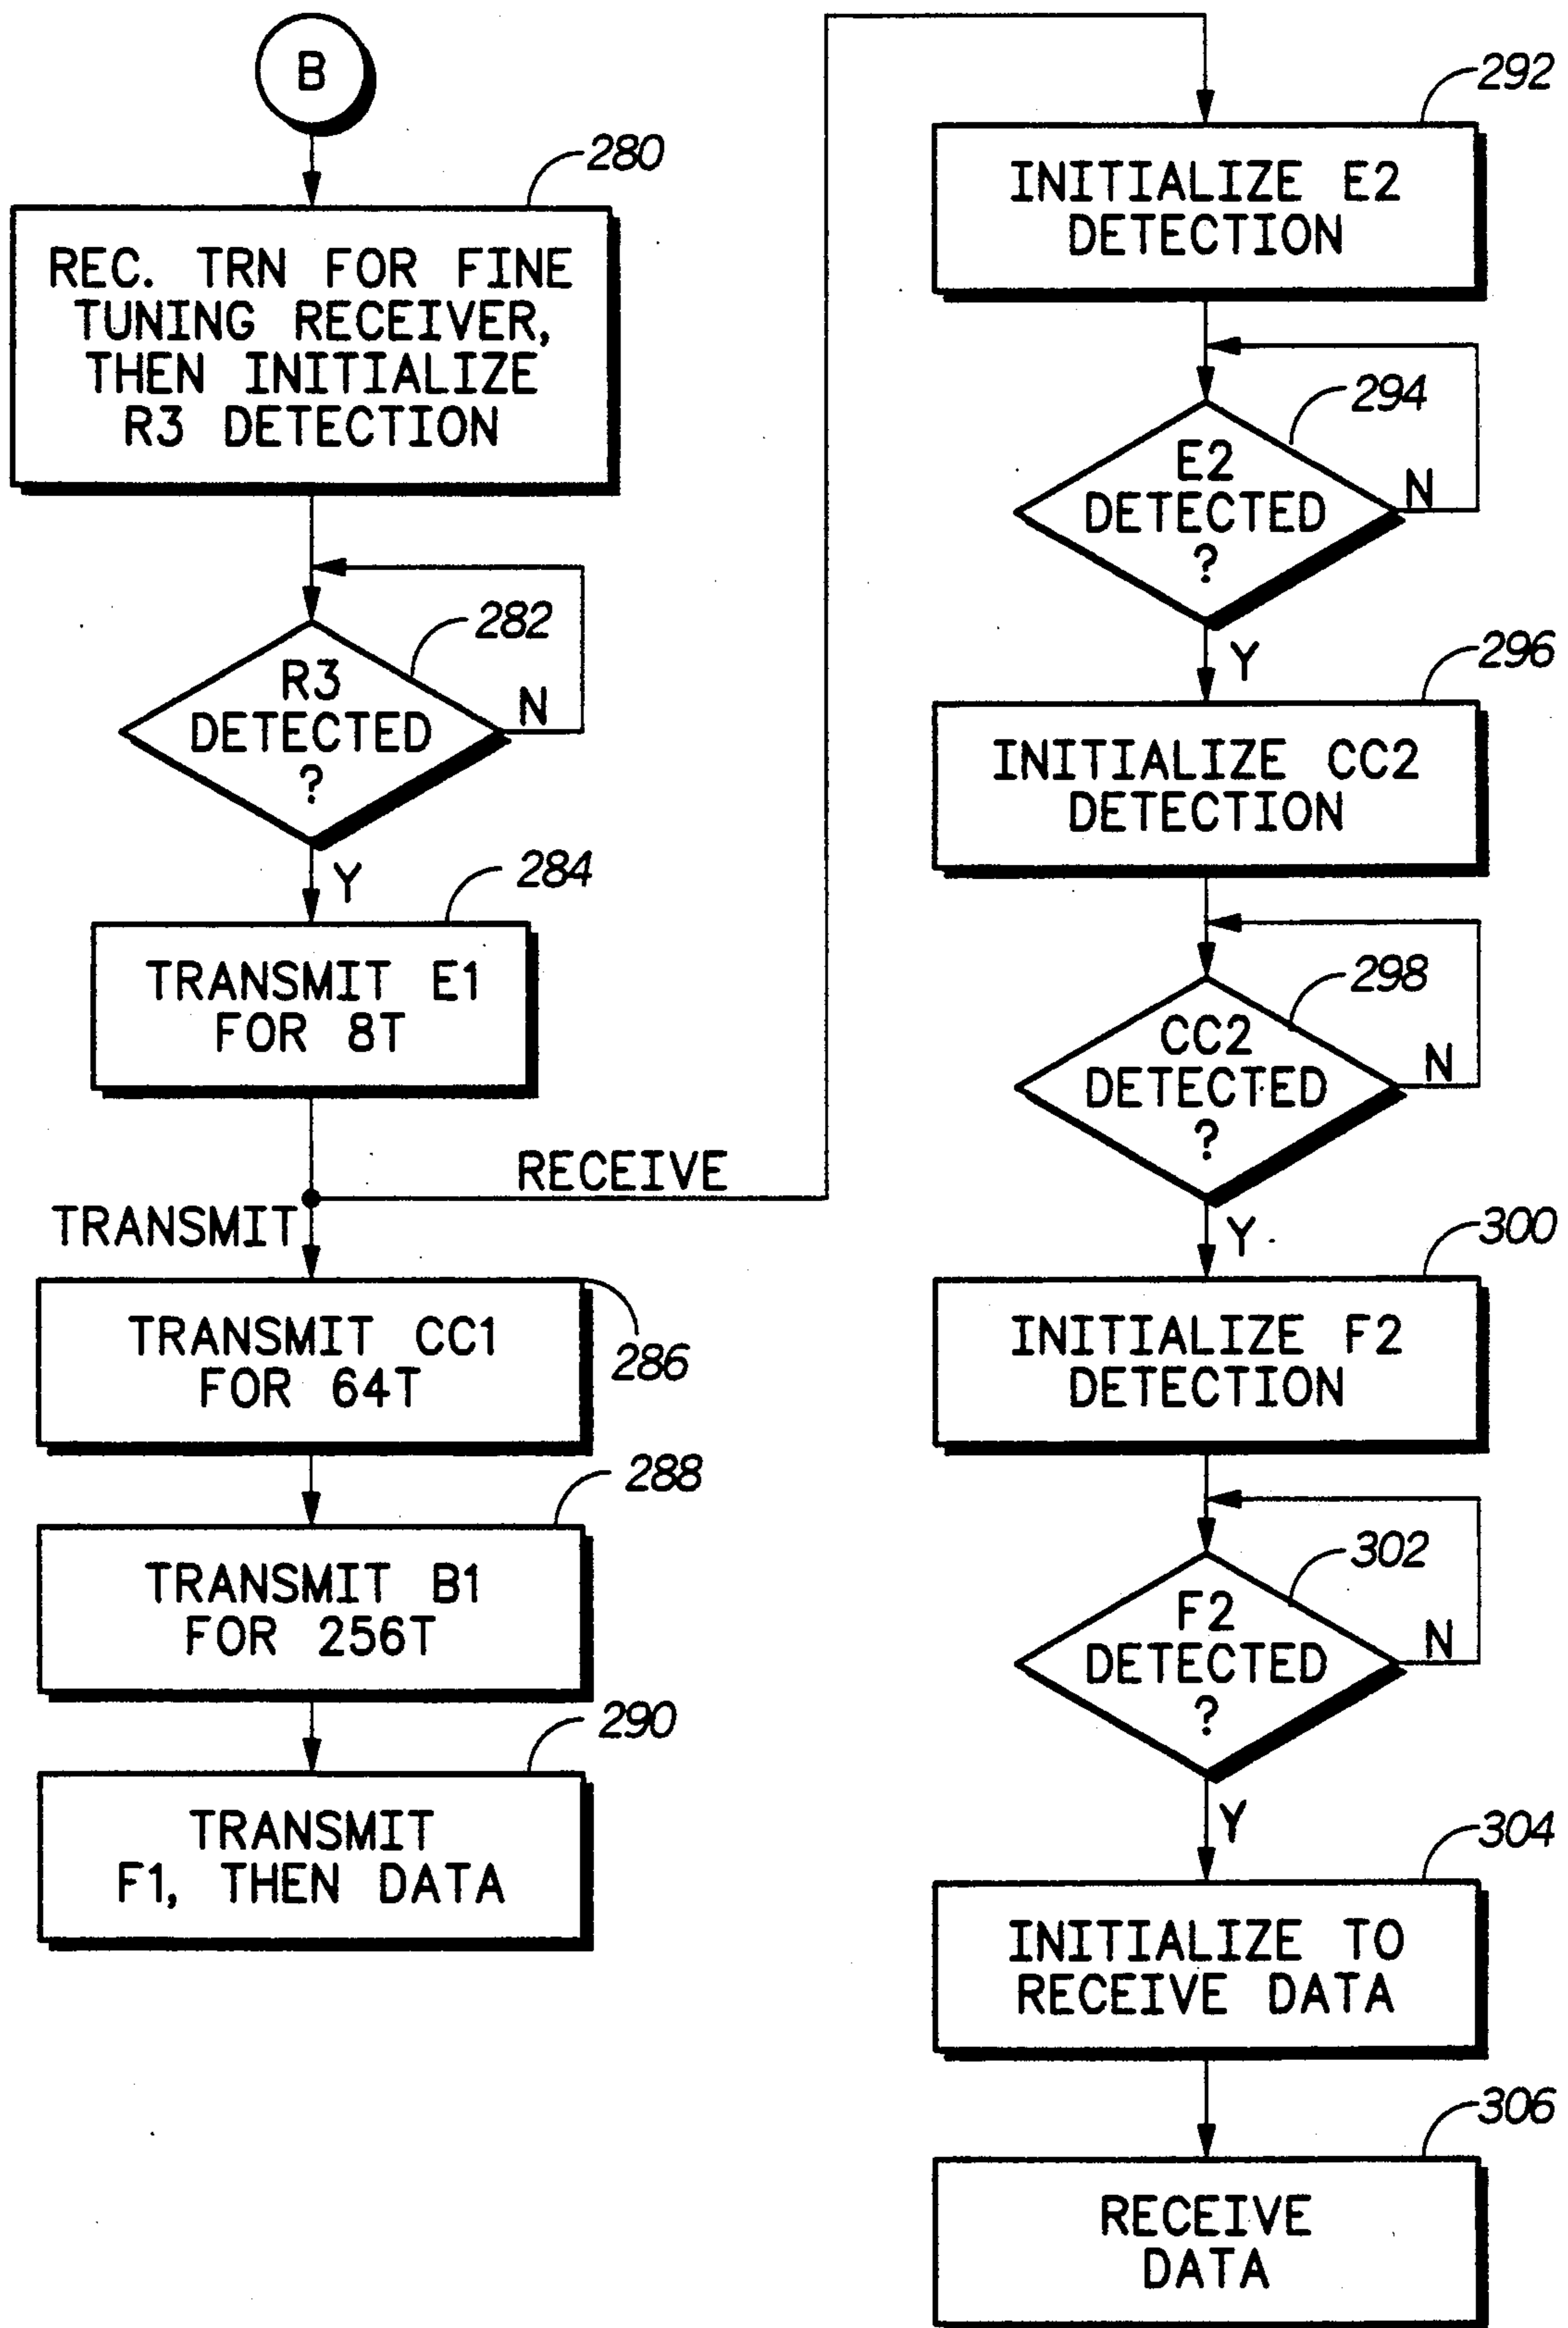 B
280
REC. TRN FOR FINE
TUNING RECEIVER,
THEN INITIALIZE
R3 DETECTION
282
R3
DETECTED
?
N
Y
284
TRANSMIT E1
FOR 8T
RECEIVE
TRANSMIT
TRANSMIT CC1
FOR 64T
286
288
TRANSMIT B1
FOR 256T
290
TRANSMIT
F1, THEN DATA
292
INITIALIZE E2
DETECTION
294
E2
DETECTED
?
N
Y
296
INITIALIZE CC2
DETECTION
298
CC2
DETECTED
?
N
Y
300
INITIALIZE F2
DETECTION
302
F2
DETECTED
?
N
Y
304
INITIALIZE TO
RECEIVE DATA
306
RECEIVE
DATA